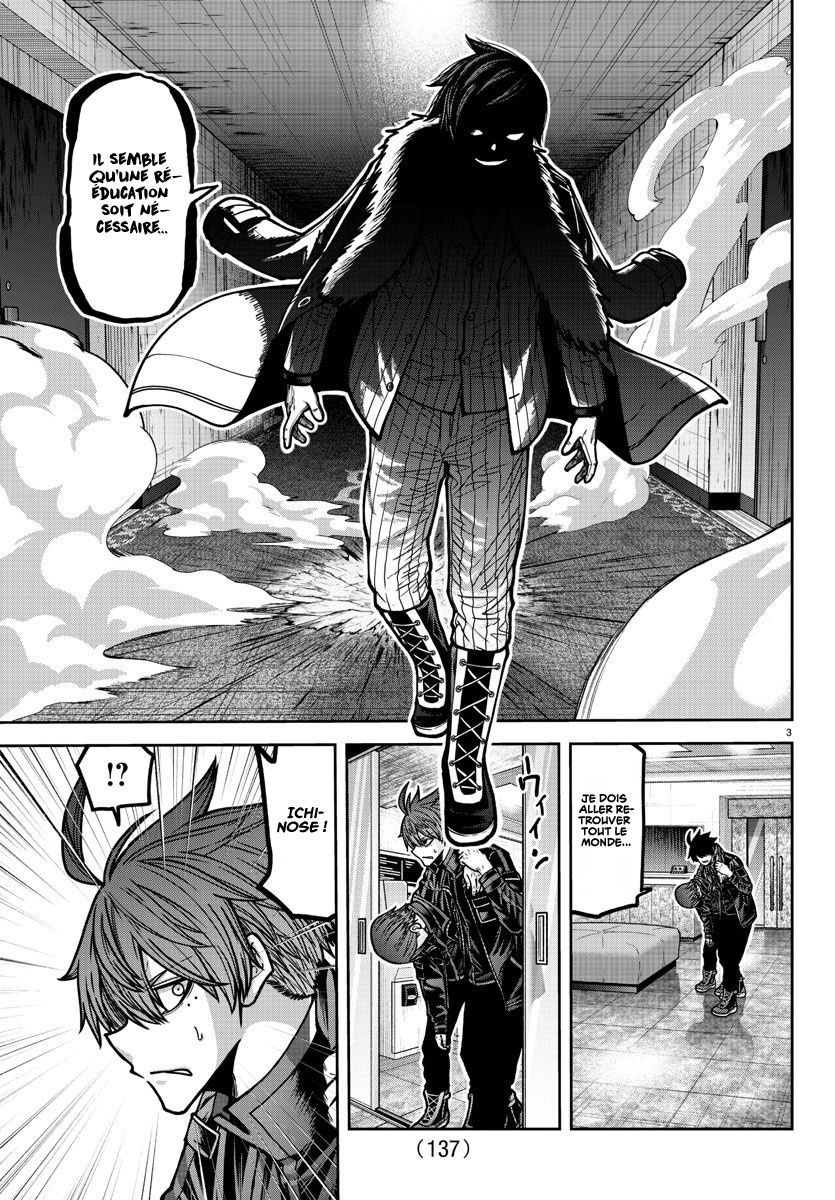 IL SEMBLE
QU'UNE RÉ-
ÉDUCATION
SOIT NÉ-
CESSAIRE...
3
JE DOIS
ALLER RE-
TROUVER
TOUT LE
MONDE...
ウィイン
ICHI-
NOSE !
!?
(137)